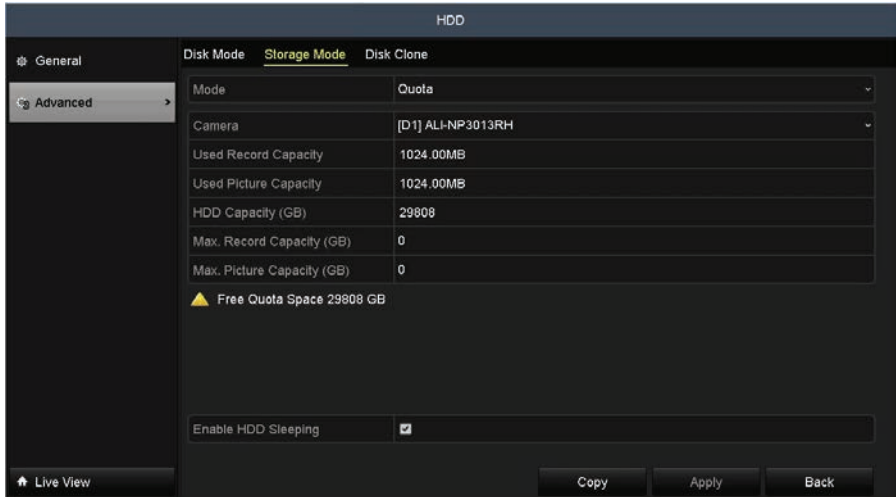 HDD
General
Advanced
Disk Mode Storage Mode Disk Clone
Mode Quota
Camera [D1] ALI-NP3013RH
Used Record Capacity 1024.00MB
Used Picture Capacity 1024.00MB
HDD Capacity (GB) 29808
Max. Record Capacity (GB) 0
Max. Picture Capacity (GB) 0
Free Quota Space 29808 GB
Enable HDD Sleeping
Live View
Copy Apply Back